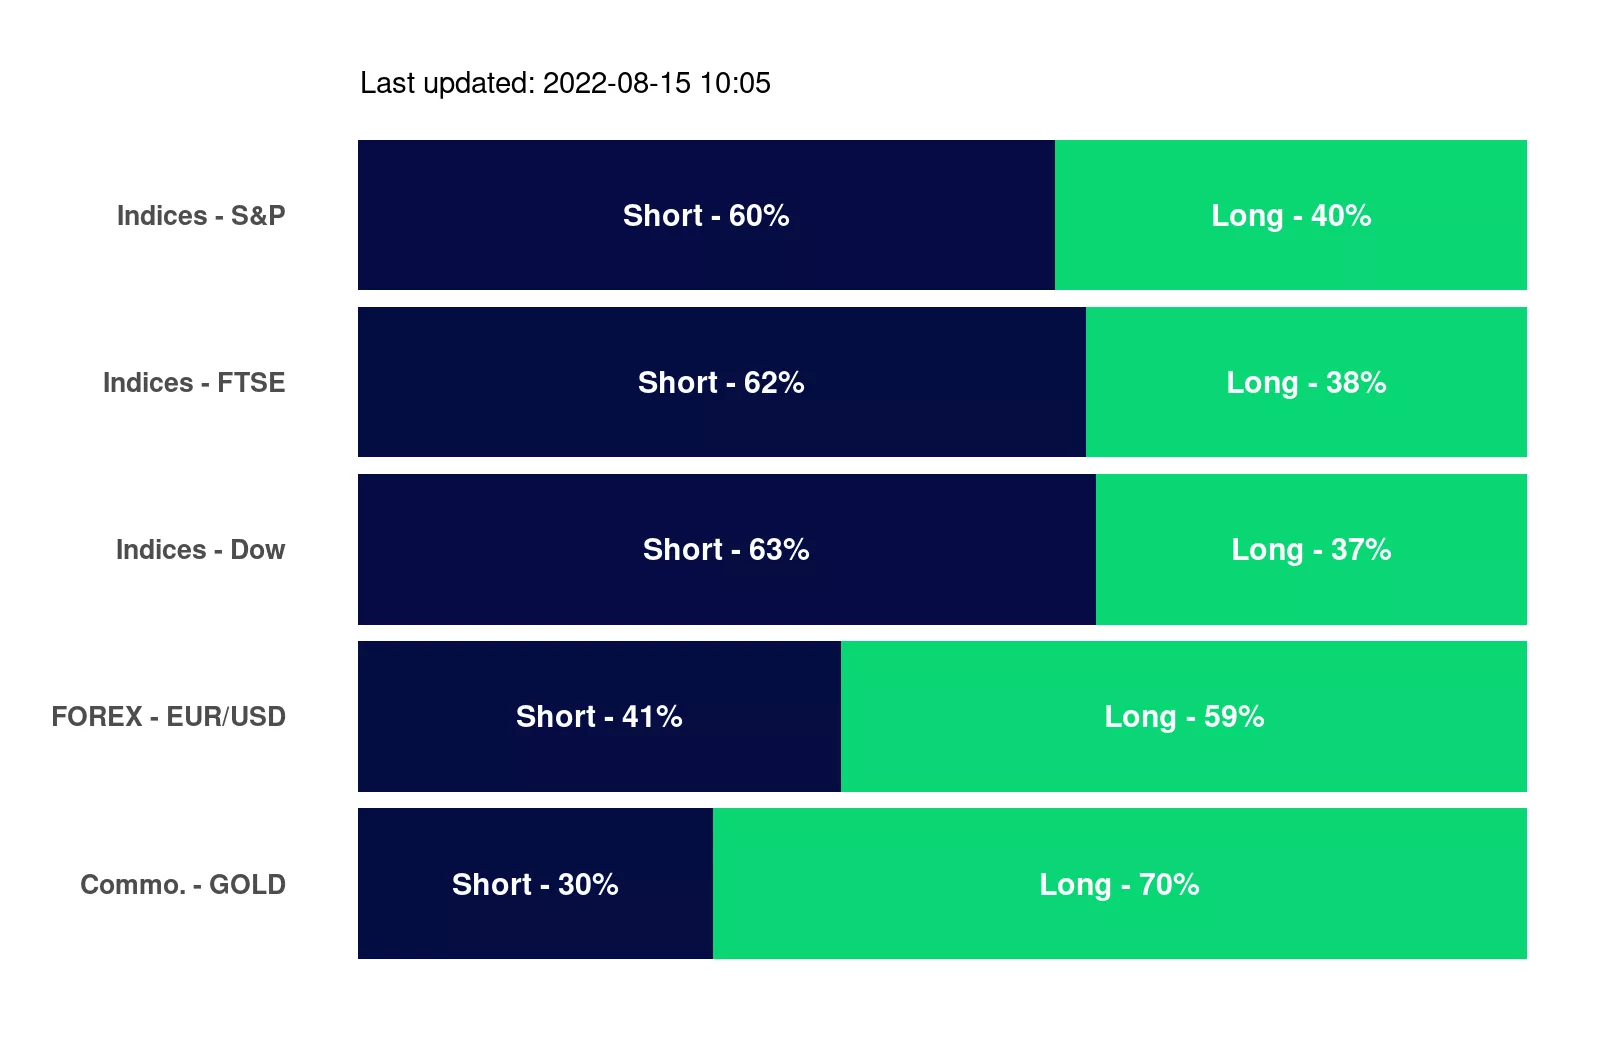 Last updated: 2022-08-15 10:05
Indices - S&P Short - 60% Long - 40%
Indices - FTSE Short - 62% Long - 38%
Indices - Dow Short - 63% Long - 37%
FOREX - EUR/USD Short - 41% Long - 59%
Commo. - GOLD Short - 30% Long - 70%